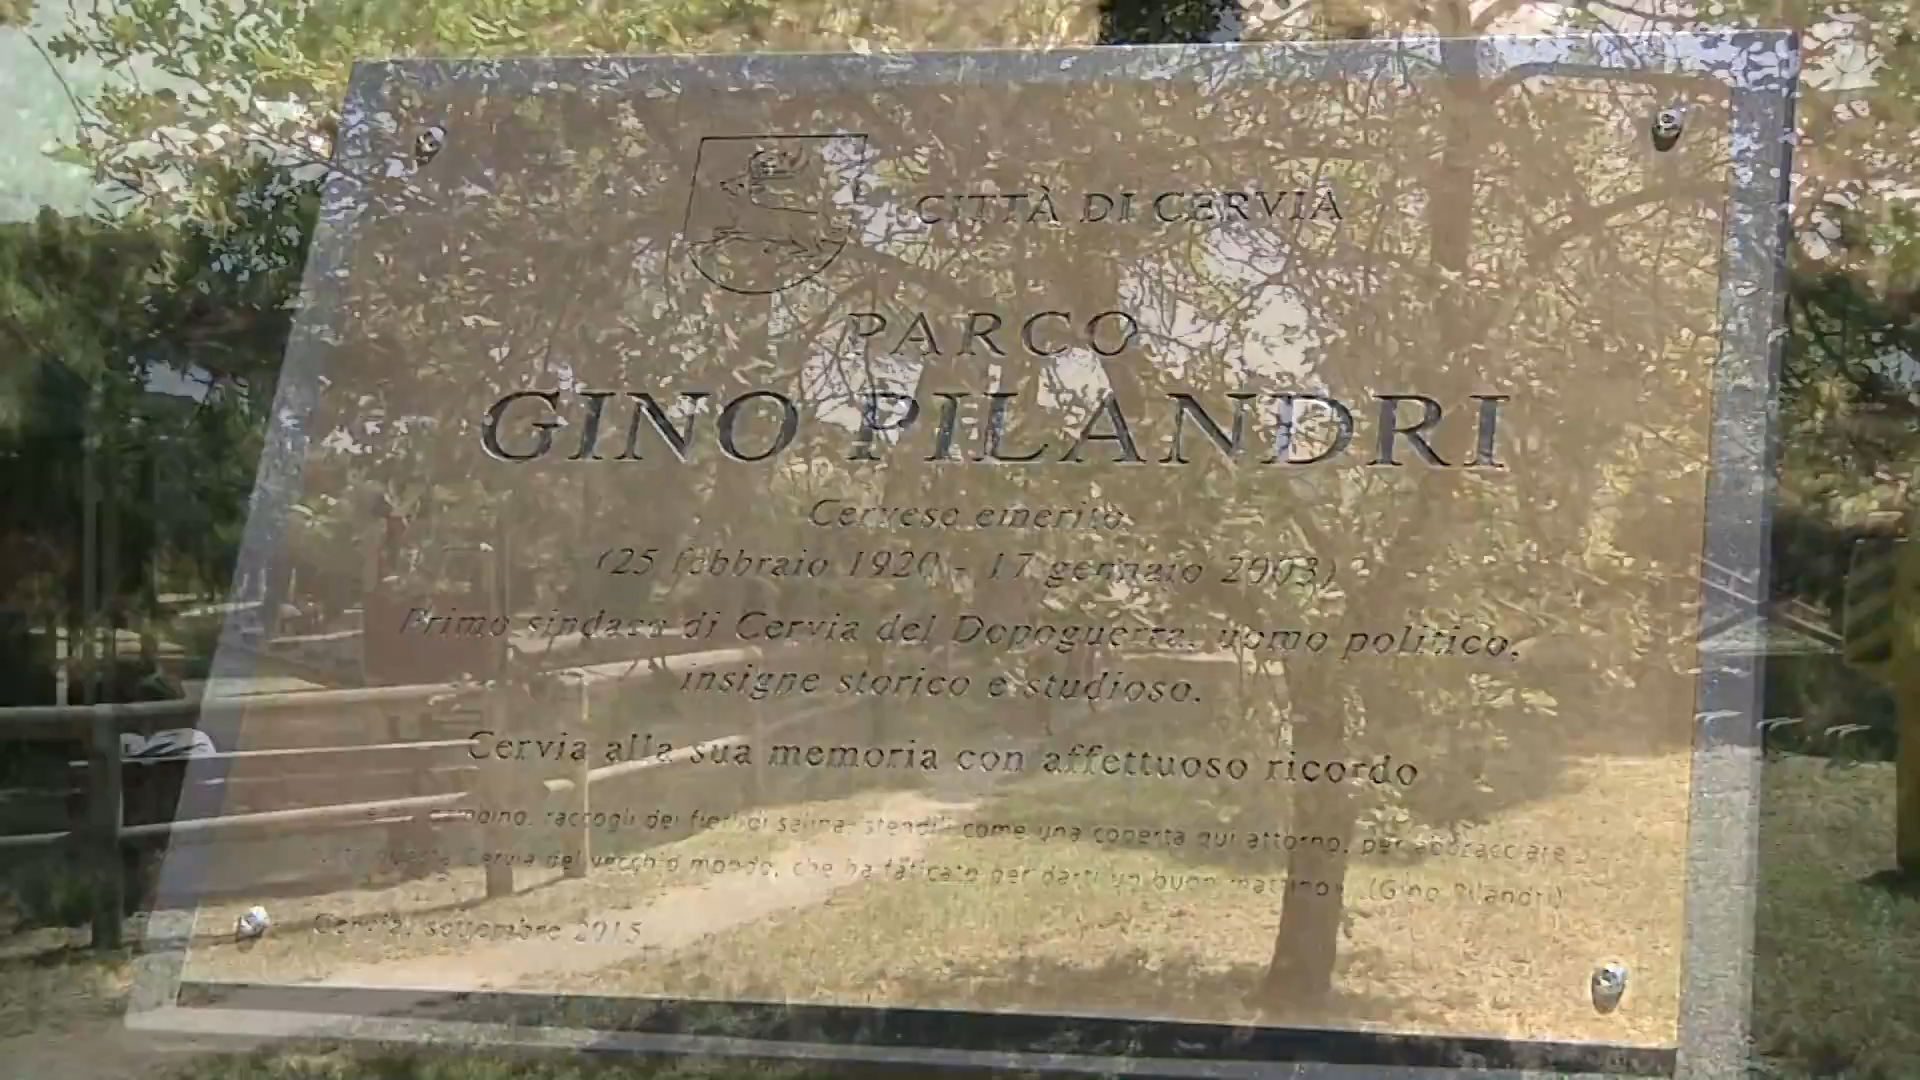 CITTÀ DI CERVIA
PARCO
GINO PILANDRI
Cervese emerito
(25 febbraio 1920 - 17 gennaio 2003)
Primo sindaco di Cervia del Dopoguerra, uomo politico,
insigne storico e studioso.
Cervia alla sua memoria con affettuoso ricordo
bambino, raccogli dei fiori di salina, stendili come una coperta qui attorno, per abbracciare
questa Cervia del vecchio mondo, che ha faticato per darti un buon mattino». (Gino Pilandri)
Cervia, settembre 2015